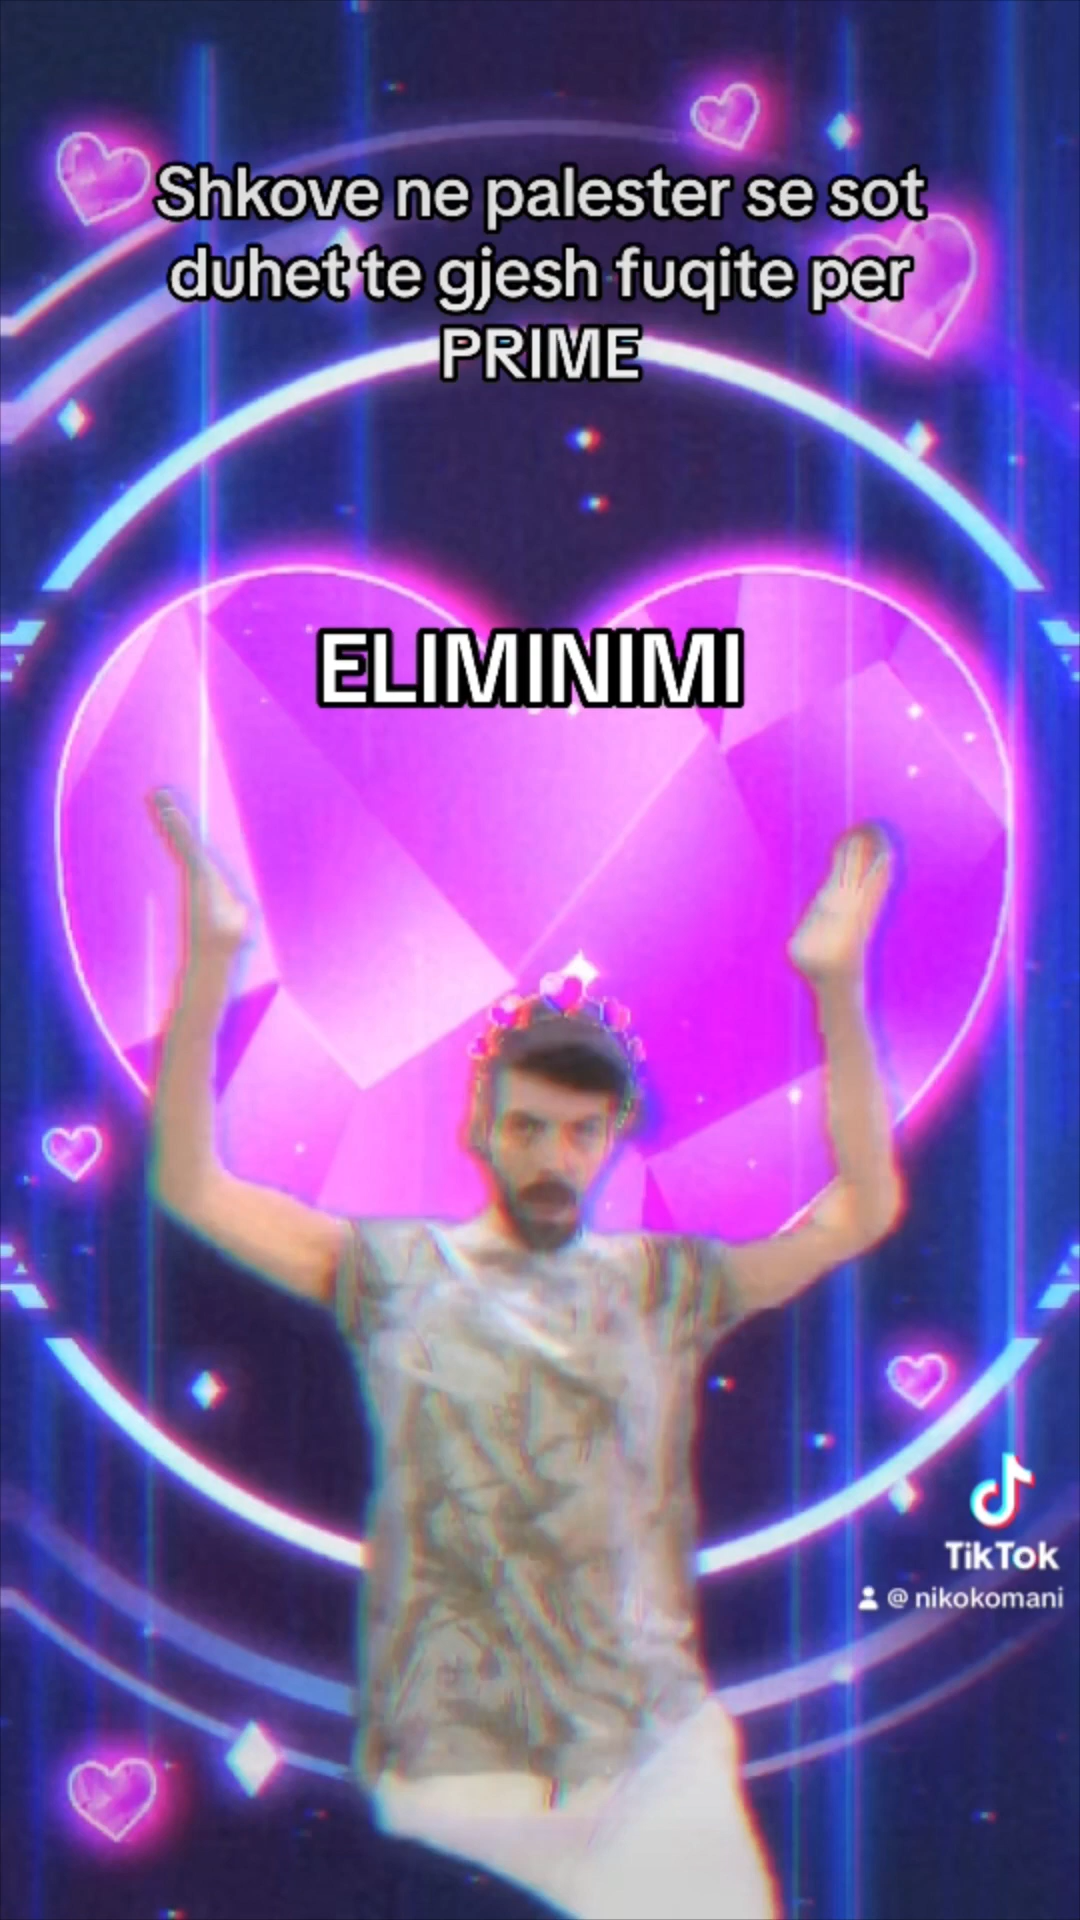 Shkove ne palester se sot
duhet te gjesh fuqite per
PRIME
ELIMINIMI
TikTok
@ nikokomani